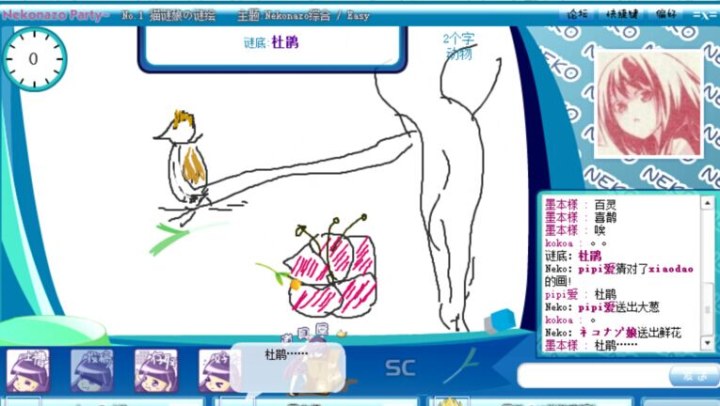 Nekonazo Party~ No.1 猫谜娘の谜绘 主题:Nekonazo综合 / Easy
论坛 快捷键 偏好
谜底:杜鹃
2个字
动物
0
NEKO NEKO NEKO
墨本様 : 百灵
墨本様 : 喜鹊
墨本様 : 唉
kokoa : 。。
谜底: 杜鹃
Neko: pipi爱猜对了xiaodao
的画!
pipi爱 : 杜鹃
Neko: pipi爱送出大葱
kokoa : 。
Neko: ネコナゾ娘送出鲜花
墨本様 : 杜鹃……
杜鹃……
SC